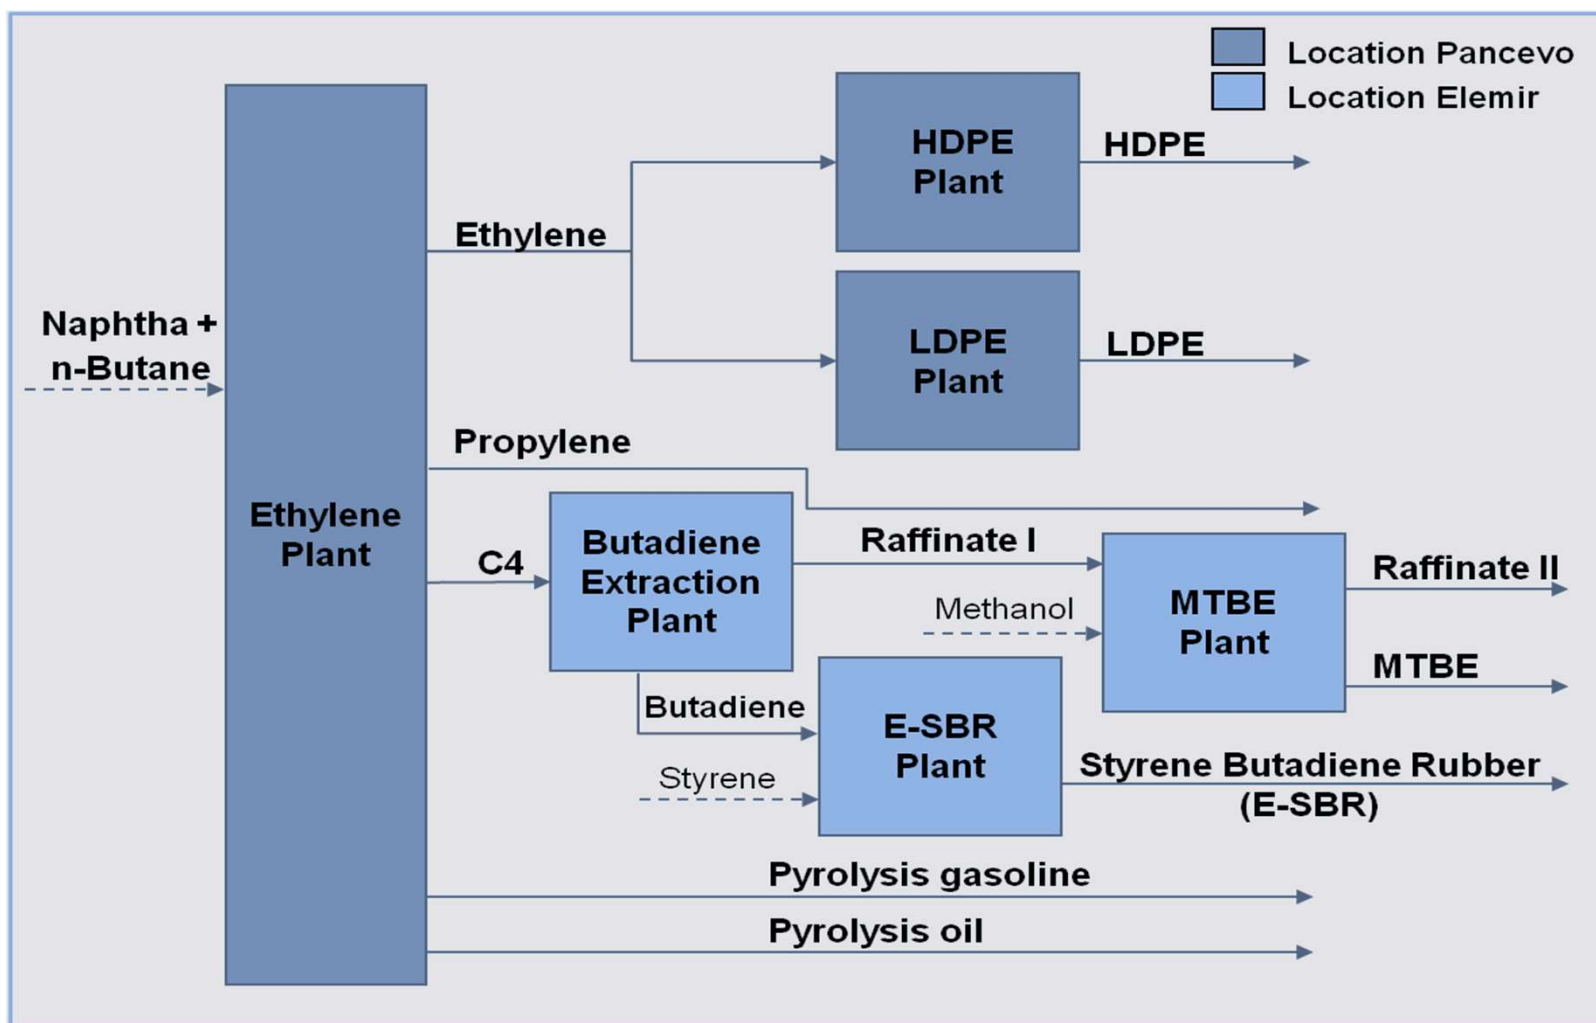 Location Pancevo
Location Elemir
HDPE
Plant
HDPE
Ethylene
Naphtha +
n-Butane
LDPE
Plant
LDPE
Propylene
Ethylene
Plant
C4
Butadiene
Extraction
Plant
Raffinate I
Methanol
MTBE
Plant
Raffinate II
MTBE
Butadiene
Styrene
E-SBR
Plant
Styrene Butadiene Rubber
(E-SBR)
Pyrolysis gasoline
Pyrolysis oil